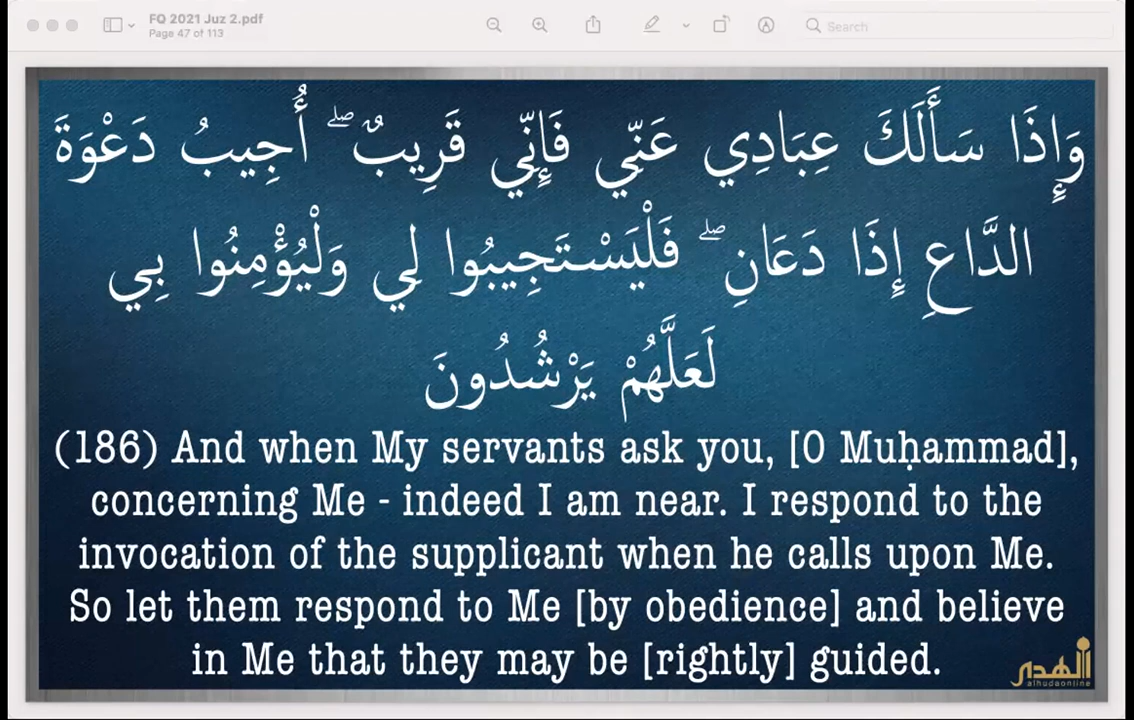 FQ 2021 Juz 2.pdf
Page 47 of 113
Search
وَإِذَا سَأَلَكَ عِبَادِي عَنِّي فَإِنِّي قَرِيبٌ ۖ أُجِيبُ دَعْوَةَ
الدَّاعِ إِذَا دَعَانِ ۖ فَلْيَسْتَجِيبُوا لِي وَلْيُؤْمِنُوا بِي
لَعَلَّهُمْ يَرْشُدُونَ
(186) And when My servants ask you, [O Muḥammad],
concerning Me - indeed I am near. I respond to the
invocation of the supplicant when he calls upon Me.
So let them respond to Me [by obedience] and believe
in Me that they may be [rightly] guided.
الهدى
alhudaonline